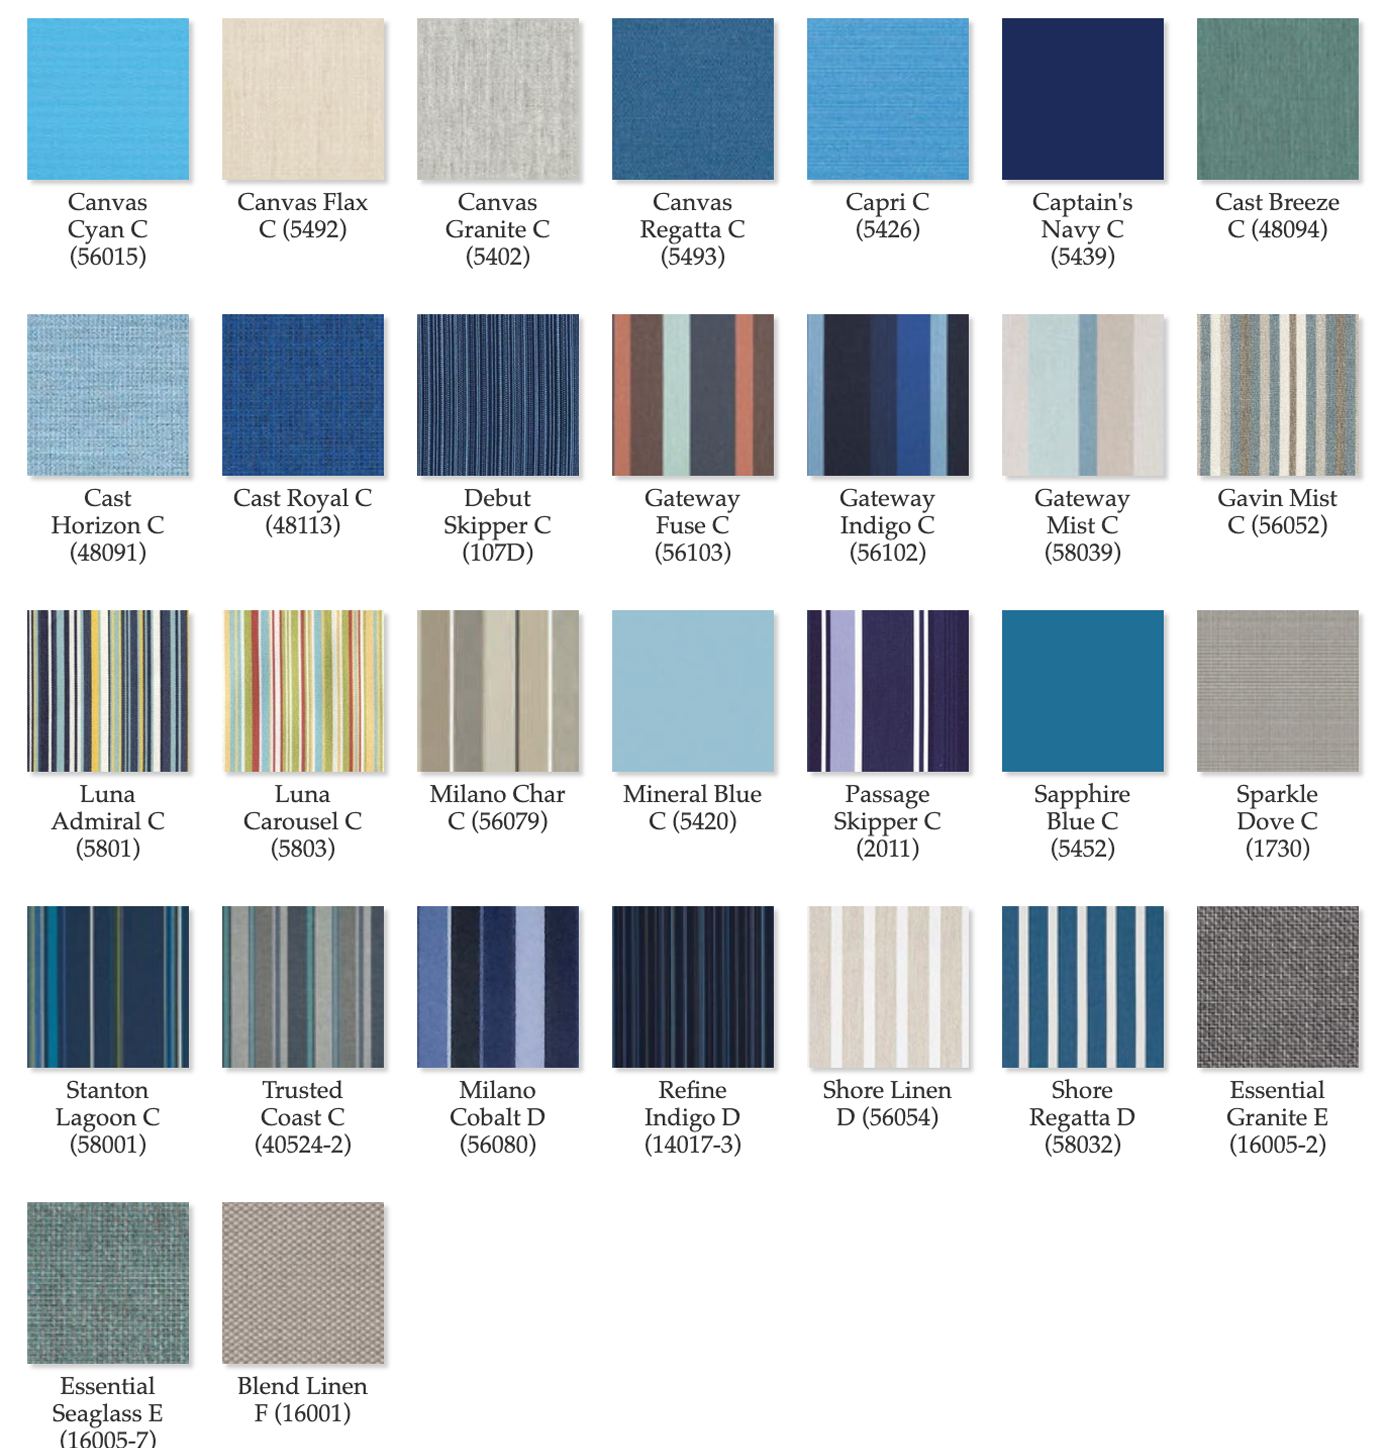 Canvas
Cyan C
(56015)
Canvas Flax
C (5492)
Canvas
Granite C
(5402)
Canvas
Regatta C
(5493)
Capri C
(5426)
Captain's
Navy C
(5439)
Cast Breeze
C (48094)
Cast
Horizon C
(48091)
Cast Royal C
(48113)
Debut
Skipper C
(107D)
Gateway
Fuse C
(56103)
Gateway
Indigo C
(56102)
Gateway
Mist C
(58039)
Gavin Mist
C (56052)
Luna
Admiral C
(5801)
Luna
Carousel C
(5803)
Milano Char
C (56079)
Mineral Blue
C (5420)
Passage
Skipper C
(2011)
Sapphire
Blue C
(5452)
Sparkle
Dove C
(1730)
Stanton
Lagoon C
(58001)
Trusted
Coast C
(40524-2)
Milano
Cobalt D
(56080)
Refine
Indigo D
(14017-3)
Shore Linen
D (56054)
Shore
Regatta D
(58032)
Essential
Granite E
(16005-2)
Essential
Seaglass E
(16005-7)
Blend Linen
F (16001)